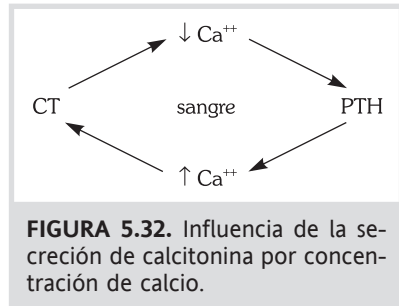 ↓ Ca⁺⁺
CT
sangre
PTH
↑ Ca⁺⁺
FIGURA 5.32. Influencia de la se-
creción de calcitonina por concen-
tración de calcio.